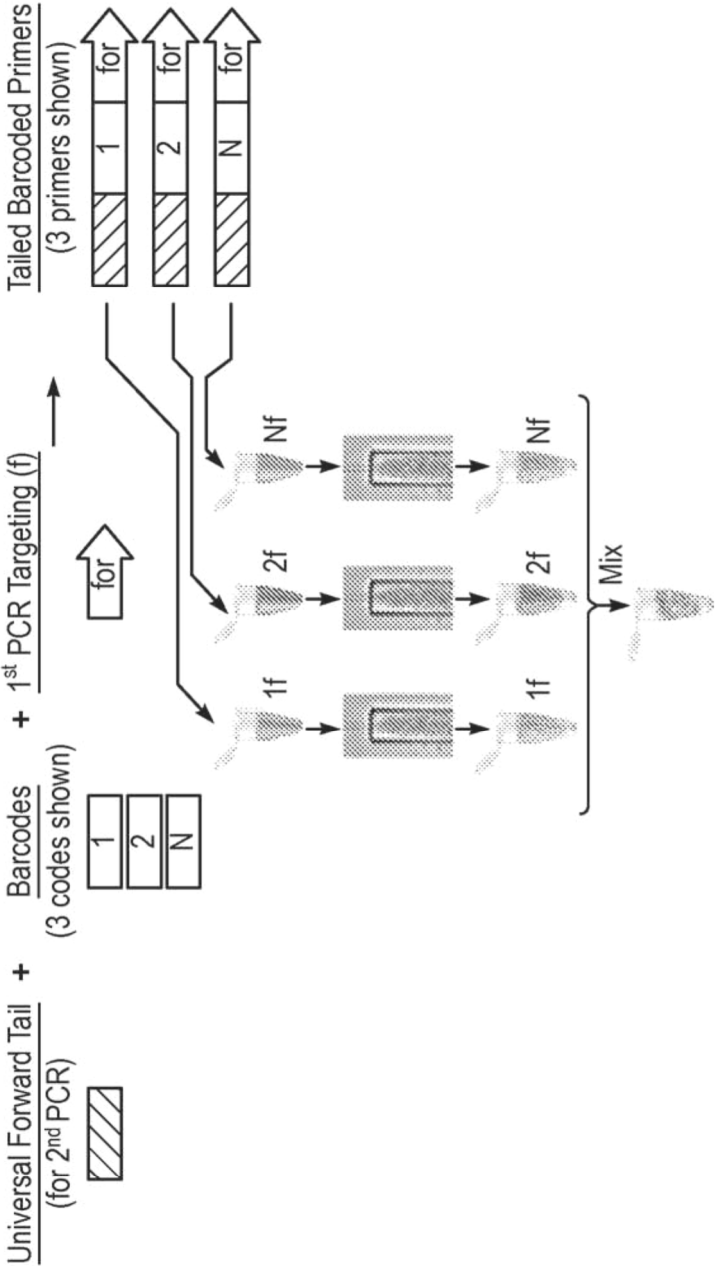 Universal Forward Tail + Barcodes + 1st PCR Targeting (f) Tailed Barcoded Primers
(for 2nd PCR) (3 codes shown) (3 primers shown)
1
2
N
for
1 for
2 for
N for
1f 2f Nf
1f 2f Nf
Mix